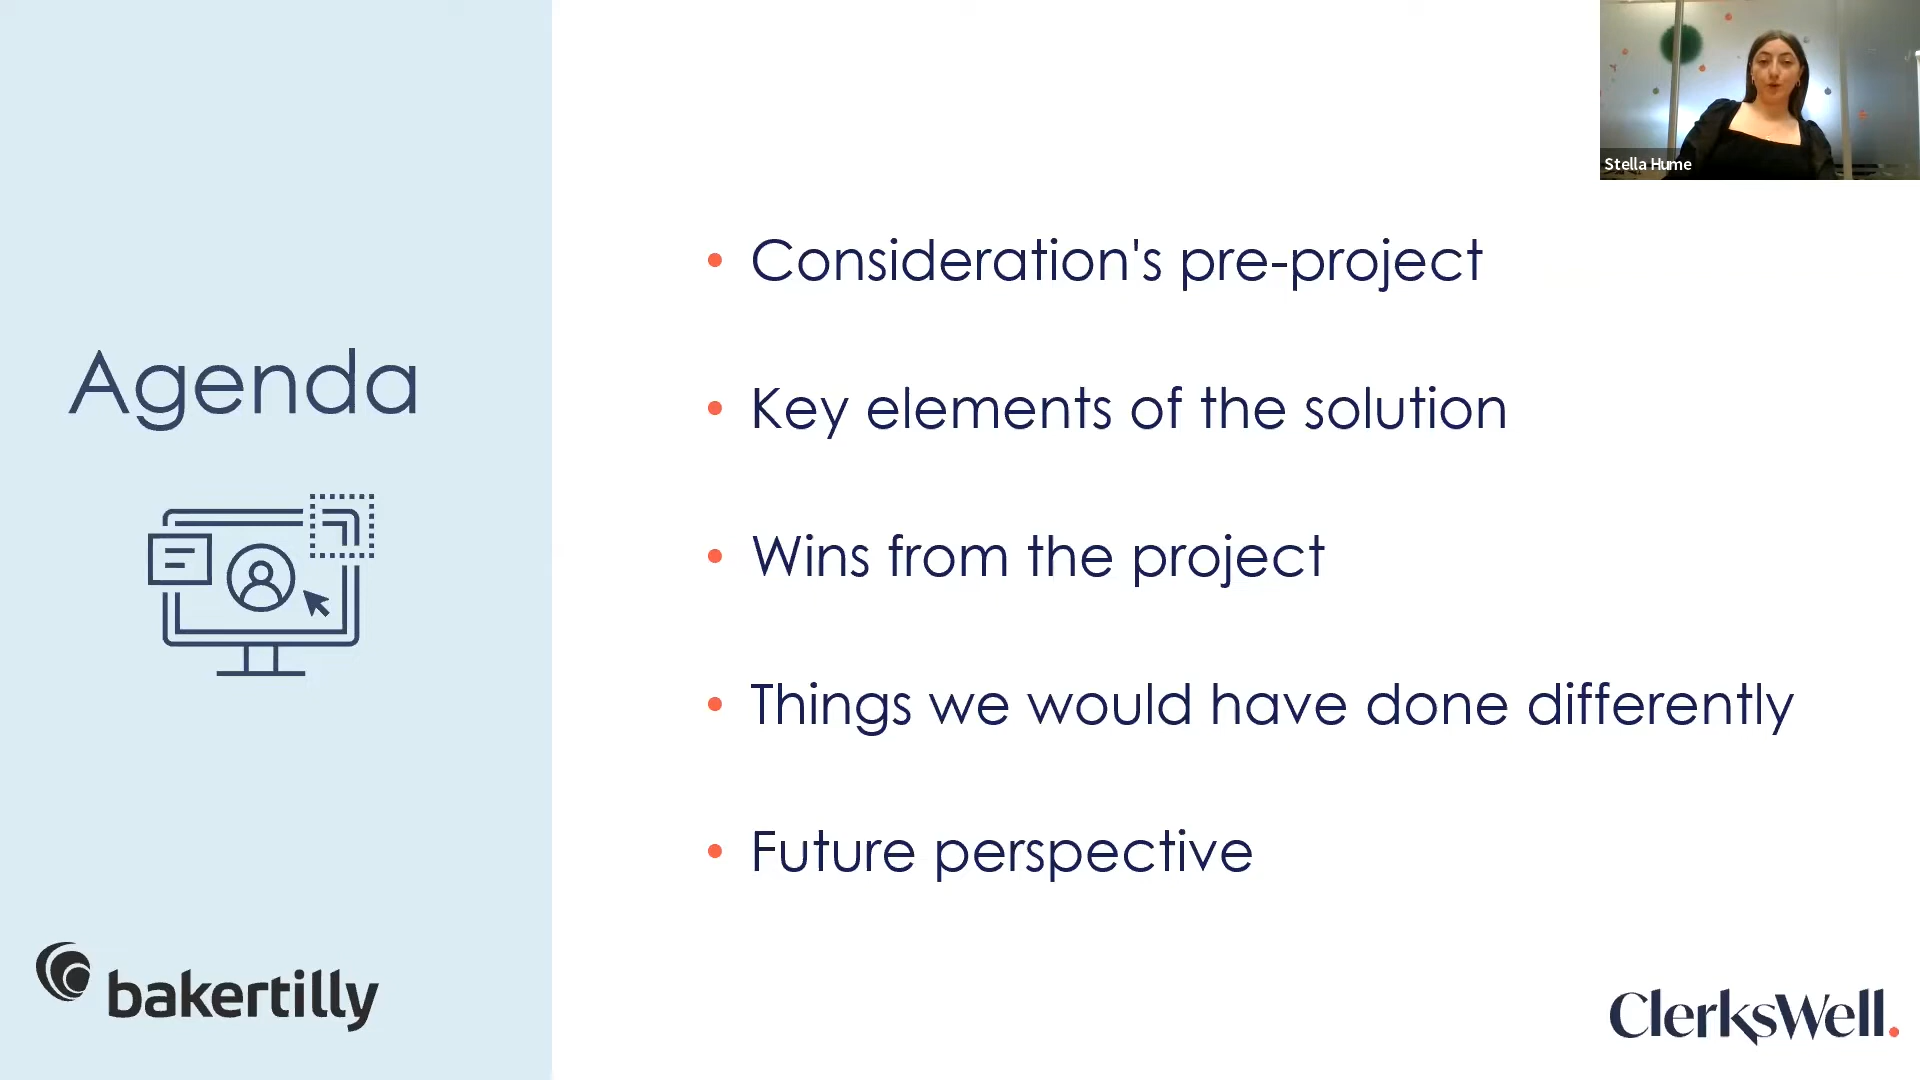 Agenda
bakertilly
Stella Hume
Consideration's pre-project
Key elements of the solution
Wins from the project
Things we would have done differently
Future perspective
ClerksWell.